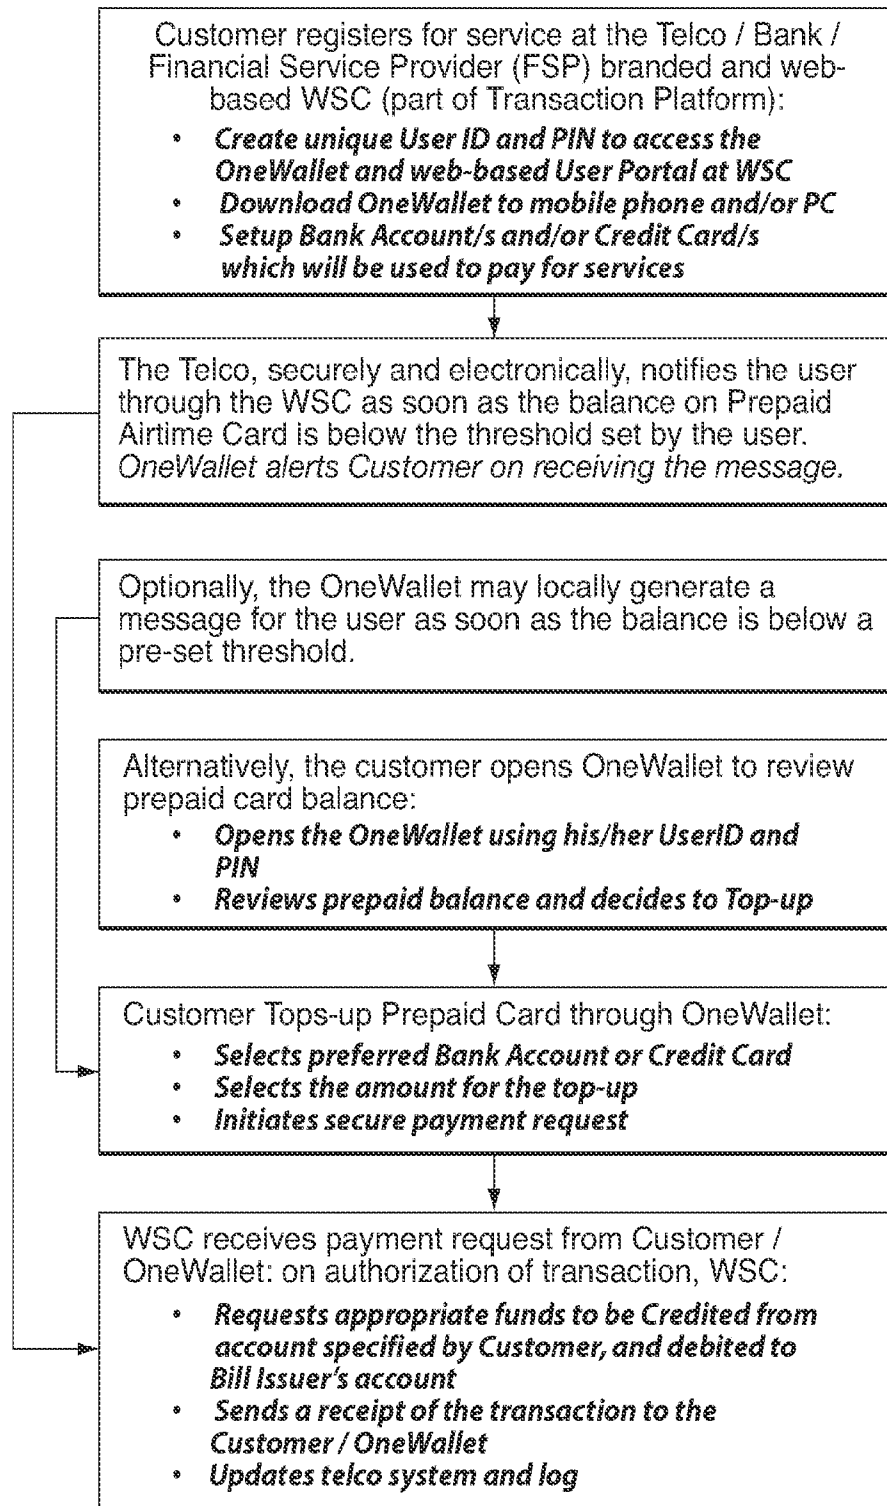 Customer registers for service at the Telco / Bank /
Financial Service Provider (FSP) branded and web-
based WSC (part of Transaction Platform):
• Create unique User ID and PIN to access the
OneWallet and web-based User Portal at WSC
• Download OneWallet to mobile phone and/or PC
• Setup Bank Account/s and/or Credit Card/s
which will be used to pay for services
The Telco, securely and electronically, notifies the user
through the WSC as soon as the balance on Prepaid
Airtime Card is below the threshold set by the user.
OneWallet alerts Customer on receiving the message.
Optionally, the OneWallet may locally generate a
message for the user as soon as the balance is below a
pre-set threshold.
Alternatively, the customer opens OneWallet to review
prepaid card balance:
• Opens the OneWallet using his/her UserID and
PIN
• Reviews prepaid balance and decides to Top-up
Customer Tops-up Prepaid Card through OneWallet:
• Selects preferred Bank Account or Credit Card
• Selects the amount for the top-up
• Initiates secure payment request
WSC receives payment request from Customer /
OneWallet: on authorization of transaction, WSC:
• Requests appropriate funds to be Credited from
account specified by Customer, and debited to
Bill Issuer's account
• Sends a receipt of the transaction to the
Customer / OneWallet
• Updates telco system and log